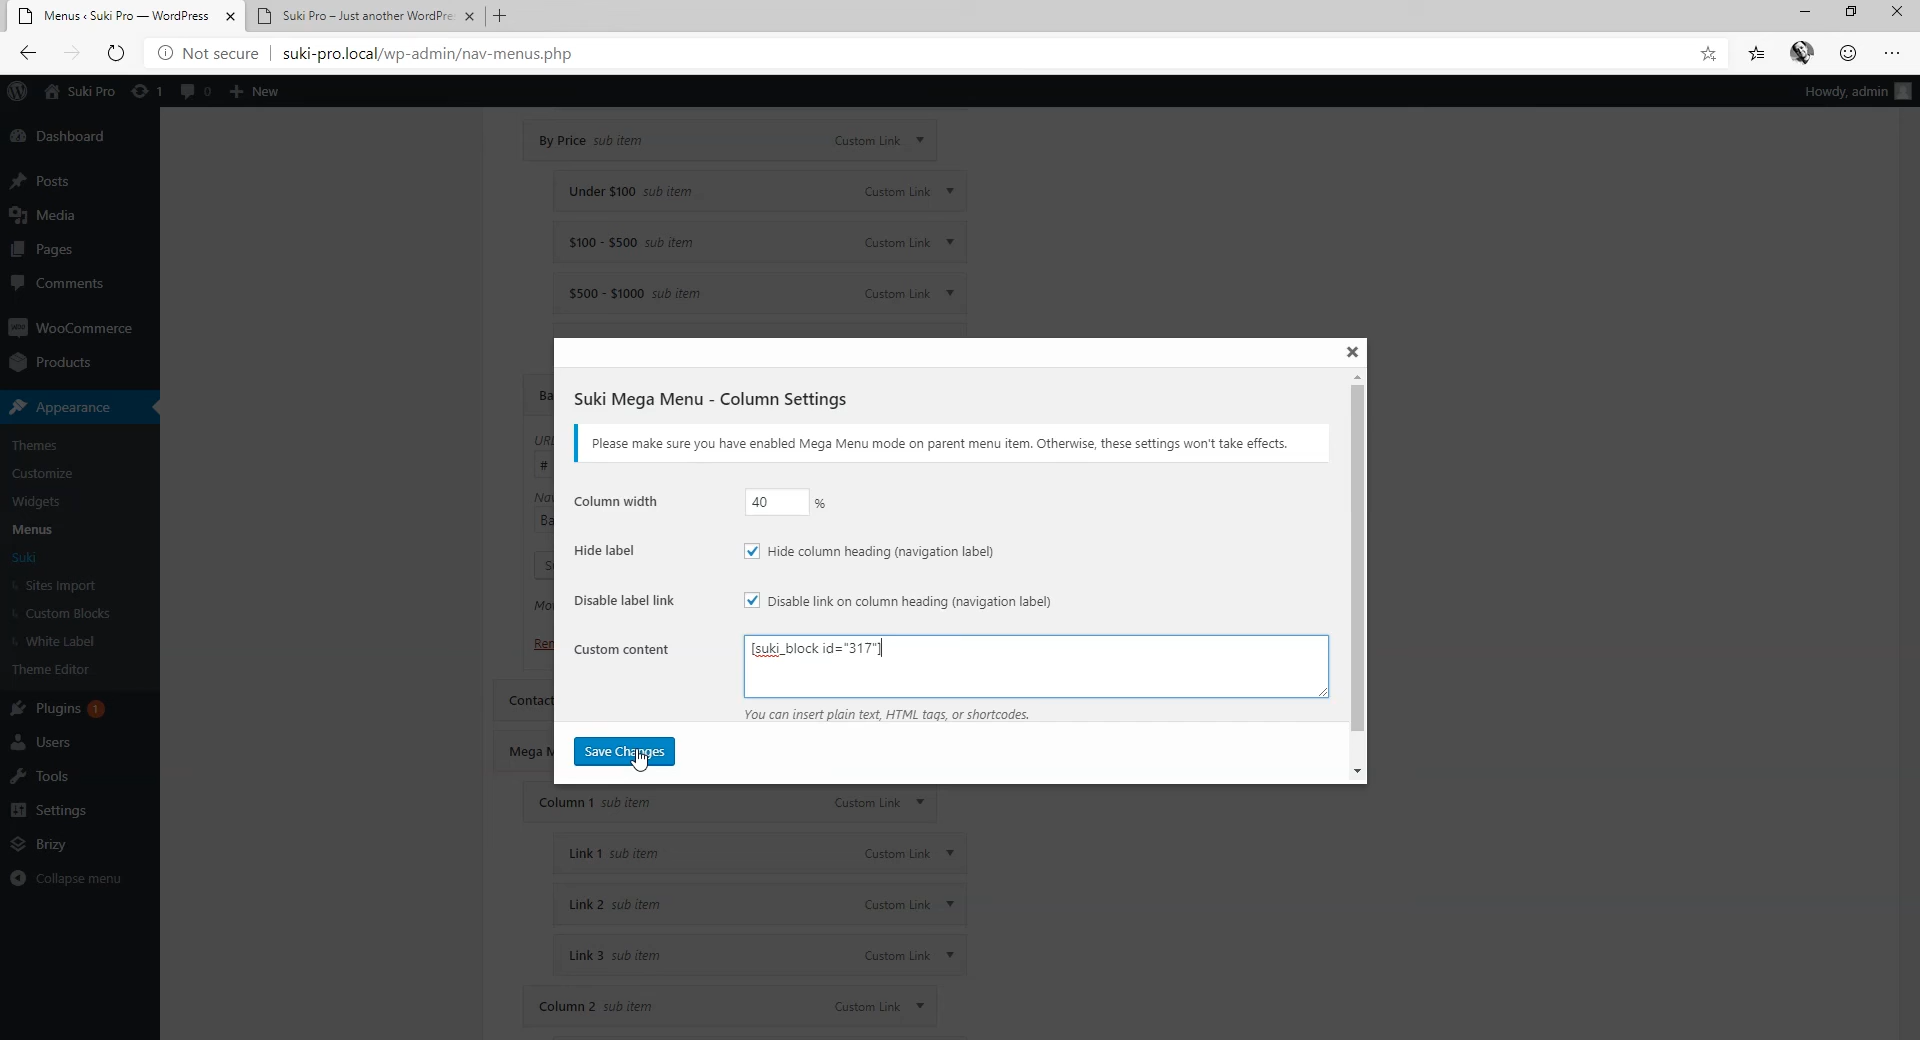 Menus ‹ Suki Pro — WordPress
Suki Pro – Just another WordPre
Not secure
suki-pro.local/wp-admin/nav-menus.php
Suki Pro
1
0
New
Howdy, admin
Dashboard
Posts
Media
Pages
Comments
WooCommerce
Products
Appearance
Themes
Customize
Widgets
Menus
Suki
Sites Import
Custom Blocks
White Label
Theme Editor
Plugins 1
Users
Tools
Settings
Brizy
Collapse menu
By Price sub item Custom Link
Under $100 sub item Custom Link
$100 - $500 sub item Custom Link
$500 - $1000 sub item Custom Link
Ba
URL
#
Nav
Ba
S
Mo
Rem
Suki Mega Menu - Column Settings
Please make sure you have enabled Mega Menu mode on parent menu item. Otherwise, these settings won't take effects.
Column width 40 %
Hide label Hide column heading (navigation label)
Disable label link Disable link on column heading (navigation label)
Custom content [suki_block id="317"]
You can insert plain text, HTML tags, or shortcodes.
Save Changes
Contact
Mega M
Column 1 sub item Custom Link
Link 1 sub item Custom Link
Link 2 sub item Custom Link
Link 3 sub item Custom Link
Column 2 sub item Custom Link